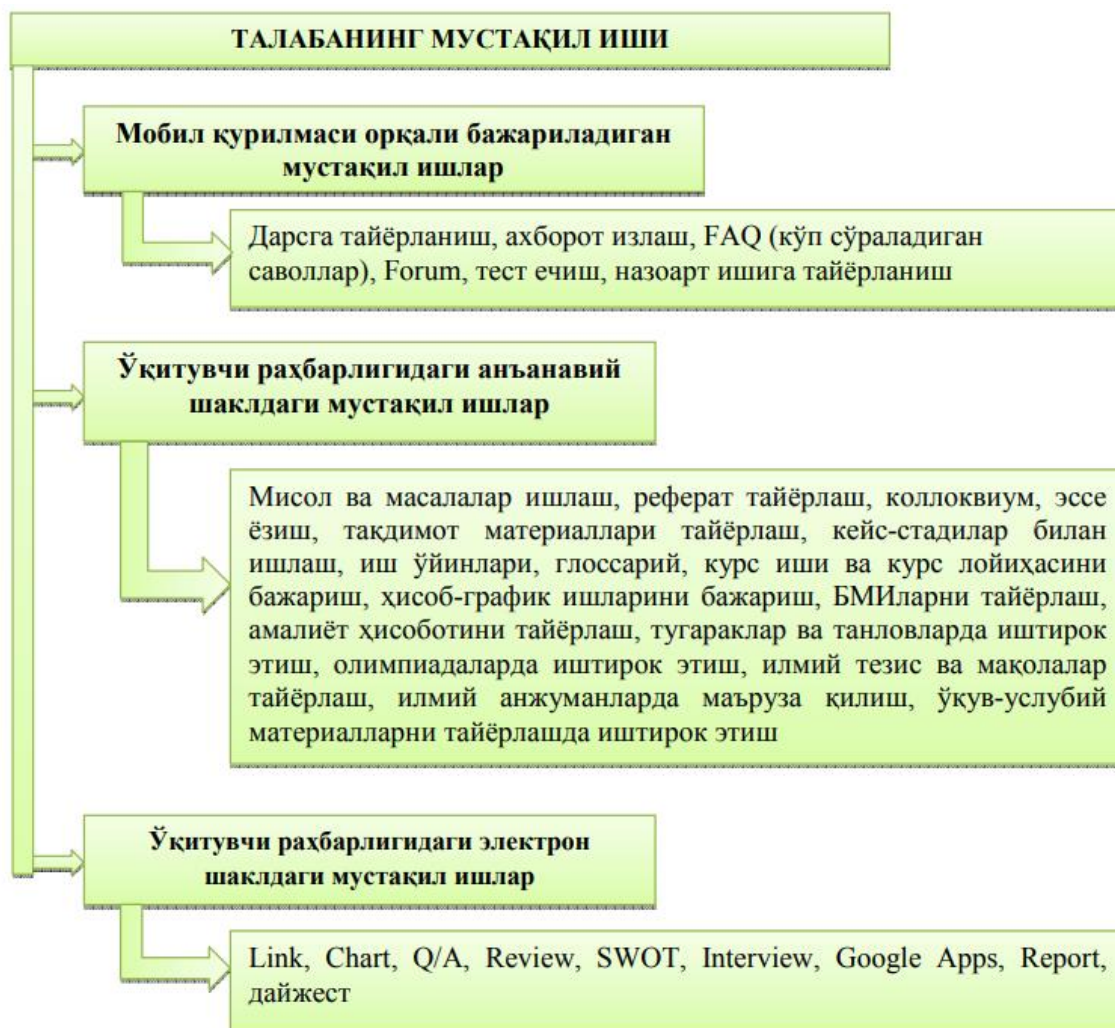 ТАЛАБАНИНГ МУСТАҚИЛ ИШИ
Мобил қурилмаси орқали бажариладиган
мустақил ишлар
Дарсга тайёрланиш, ахборот излаш, FAQ (кўп сўраладиган
саволлар), Forum, тест ечиш, назоарт ишига тайёрланиш
Ўқитувчи раҳбарлигидаги анъанавий
шаклдаги мустақил ишлар
Мисол ва масалалар ишлаш, реферат тайёрлаш, коллоквиум, эссе
ёзиш, тақдимот материаллари тайёрлаш, кейс-стадилар билан
ишлаш, иш ўйинлари, глоссарий, курс иши ва курс лойиҳасини
бажариш, ҳисоб-график ишларини бажариш, БМИларни тайёрлаш,
амалиёт ҳисоботини тайёрлаш, тугараклар ва танловларда иштирок
этиш, олимпиадаларда иштирок этиш, илмий тезис ва мақолалар
тайёрлаш, илмий анжуманларда маъруза қилиш, ўқув-услубий
материалларни тайёрлашда иштирок этиш
Ўқитувчи раҳбарлигидаги электрон
шаклдаги мустақил ишлар
Link, Chart, Q/A, Review, SWOT, Interview, Google Apps, Report,
дайжест